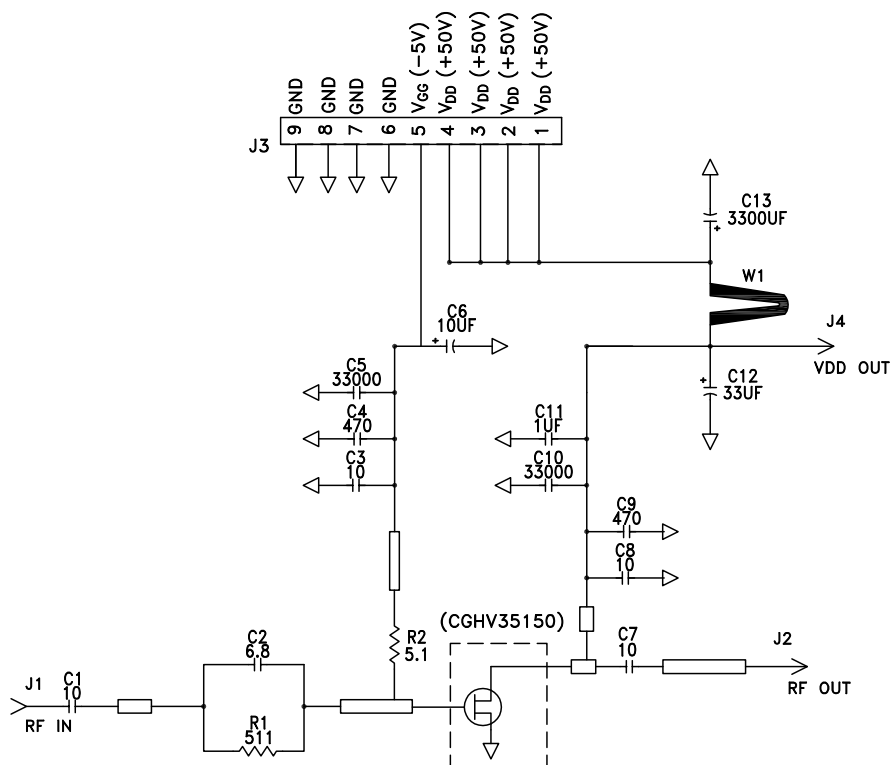 GND
GND
GND
GND
VGG (-5V)
VDD (+50V)
VDD (+50V)
VDD (+50V)
VDD (+50V)
9
8
7
6
5
4
3
2
1
J3
C13
3300UF
+
W1
J4
VDD OUT
C6
10UF
+
C12
33UF
+
C5
33000
C4
470
C3
10
C11
1UF
C10
33000
C9
470
C8
10
(CGHV35150)
R2
5.1
C7
10
J2
RF OUT
C2
6.8
J1
C1
10
RF IN
R1
511